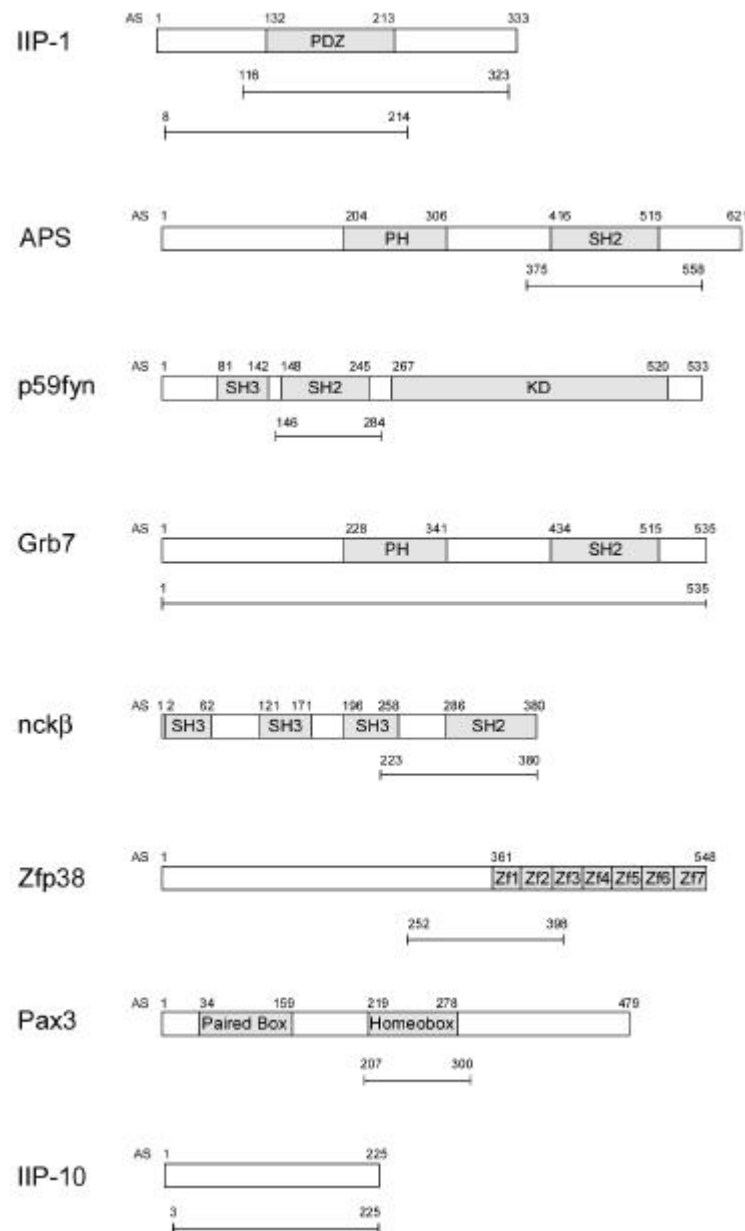 AS 1 132 213 333
IIP-1 PDZ
116 323
8 214
AS 1 204 306 416 515 621
APS PH SH2
375 558
AS 1 81 142 148 245 267 520 533
p59fyn SH3 SH2 KD
146 284
AS 1 228 341 434 515 535
Grb7 PH SH2
1 535
AS 1 2 62 121 171 196 258 286 380
nckβ SH3 SH3 SH3 SH2
223 380
AS 1 361 548
Zfp38 Zf1 Zf2 Zf3 Zf4 Zf5 Zf6 Zf7
252 398
AS 1 34 159 219 278 479
Pax3 Paired Box Homeobox
207 300
AS 1 225
IIP-10
3 225